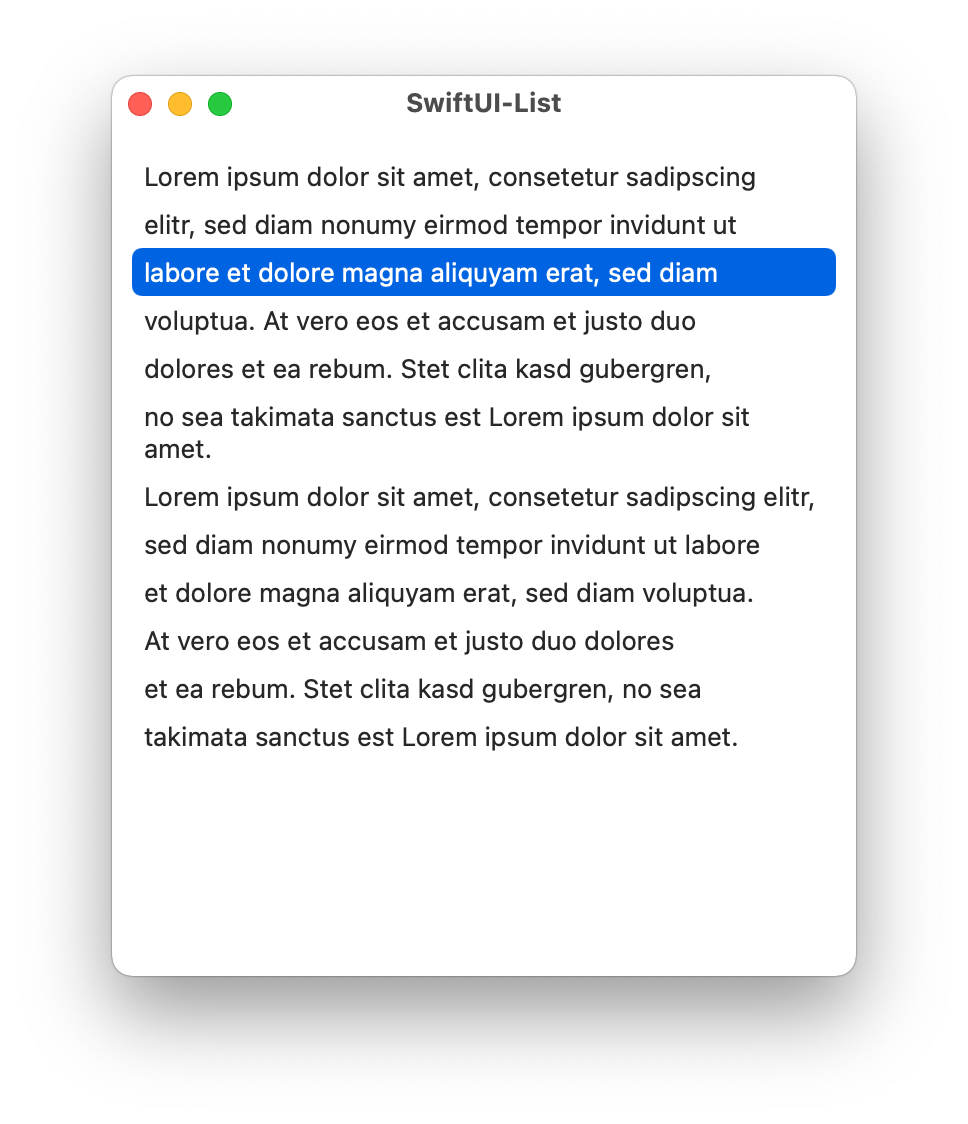 SwiftUI-List
Lorem ipsum dolor sit amet, consetetur sadipscing
elitr, sed diam nonumy eirmod tempor invidunt ut
labore et dolore magna aliquyam erat, sed diam
voluptua. At vero eos et accusam et justo duo
dolores et ea rebum. Stet clita kasd gubergren,
no sea takimata sanctus est Lorem ipsum dolor sit
amet.
Lorem ipsum dolor sit amet, consetetur sadipscing elitr,
sed diam nonumy eirmod tempor invidunt ut labore
et dolore magna aliquyam erat, sed diam voluptua.
At vero eos et accusam et justo duo dolores
et ea rebum. Stet clita kasd gubergren, no sea
takimata sanctus est Lorem ipsum dolor sit amet.